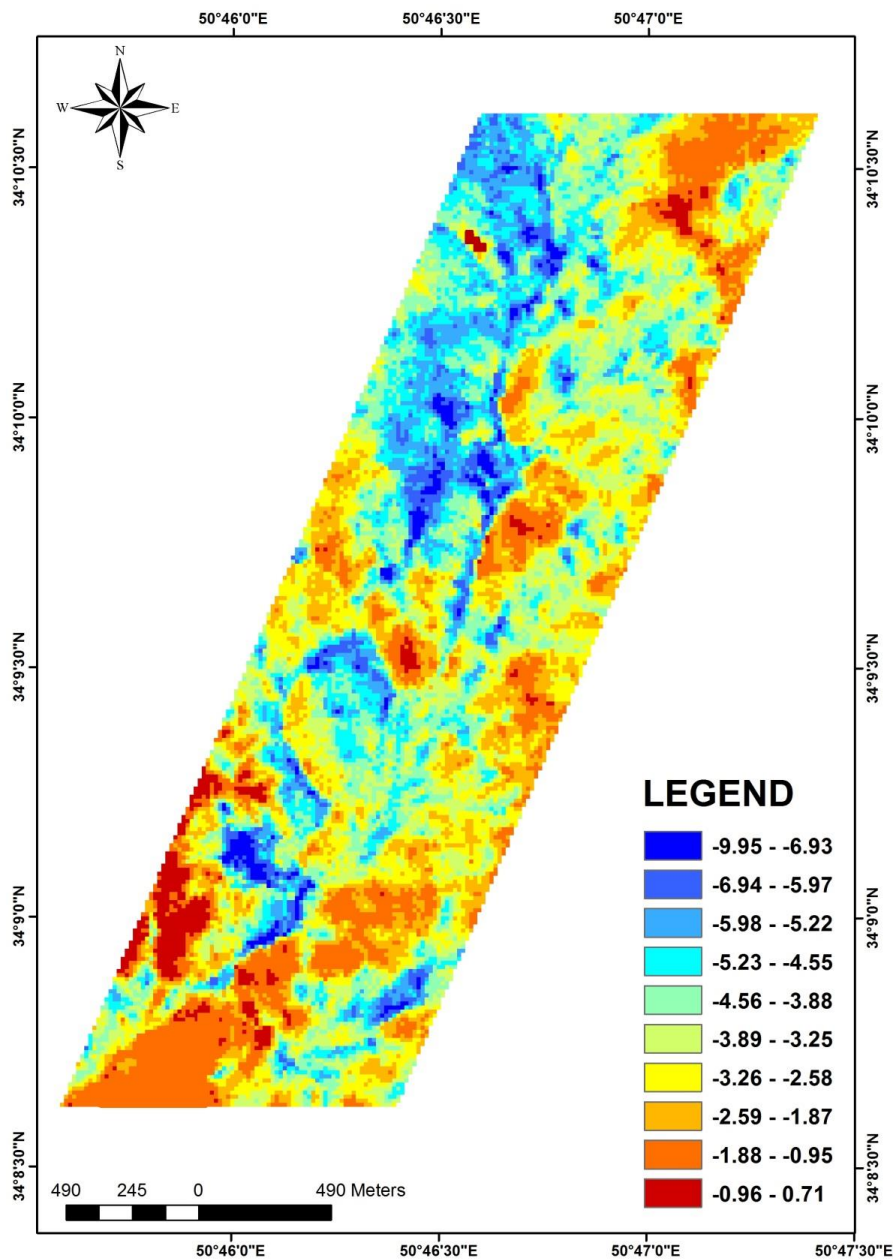 50°46'0"E 50°46'30"E 50°47'0"E
N
W E
S
34°10'30"N 34°10'30"N
34°10'0"N 34°10'0"N
34°9'30"N 34°9'30"N
LEGEND
-9.95 - -6.93
-6.94 - -5.97
-5.98 - -5.22
-5.23 - -4.55
-4.56 - -3.88
-3.89 - -3.25
-3.26 - -2.58
-2.59 - -1.87
-1.88 - -0.95
-0.96 - 0.71
34°9'0"N 34°9'0"N
34°8'30"N 34°8'30"N
490 245 0 490 Meters
50°46'0"E 50°46'30"E 50°47'0"E 50°47'30"E